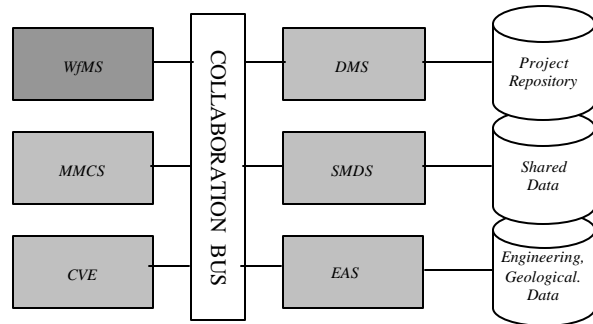 WfMS
DMS
Project
Repository
COLLABORATION BUS
MMCS
SMDS
Shared
Data
CVE
EAS
Engineering,
Geological.
Data